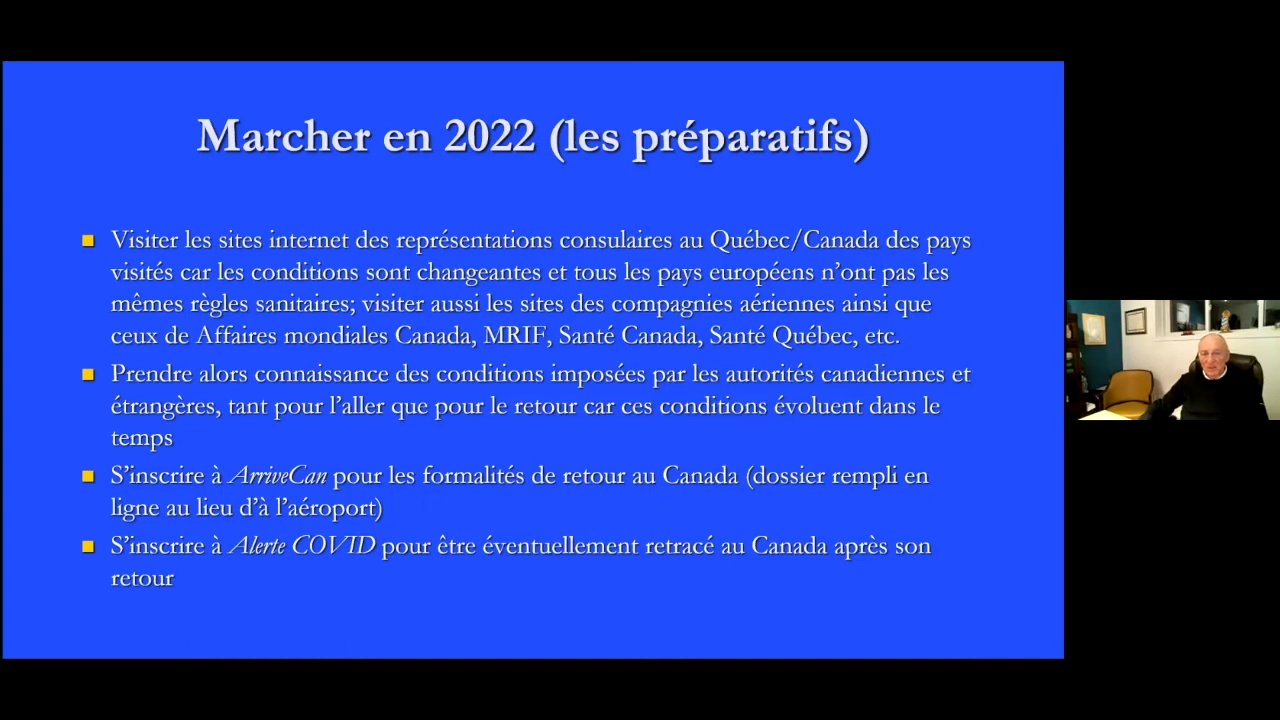 Marcher en 2022 (les préparatifs)
Visiter les sites internet des représentations consulaires au Québec/Canada des pays
visités car les conditions sont changeantes et tous les pays européens n’ont pas les
mêmes règles sanitaires; visiter aussi les sites des compagnies aériennes ainsi que
ceux de Affaires mondiales Canada, MRIF, Santé Canada, Santé Québec, etc.
Prendre alors connaissance des conditions imposées par les autorités canadiennes et
étrangères, tant pour l’aller que pour le retour car ces conditions évoluent dans le
temps
S’inscrire à ArriveCan pour les formalités de retour au Canada (dossier rempli en
ligne au lieu d’à l’aéroport)
S’inscrire à Alerte COVID pour être éventuellement retracé au Canada après son
retour